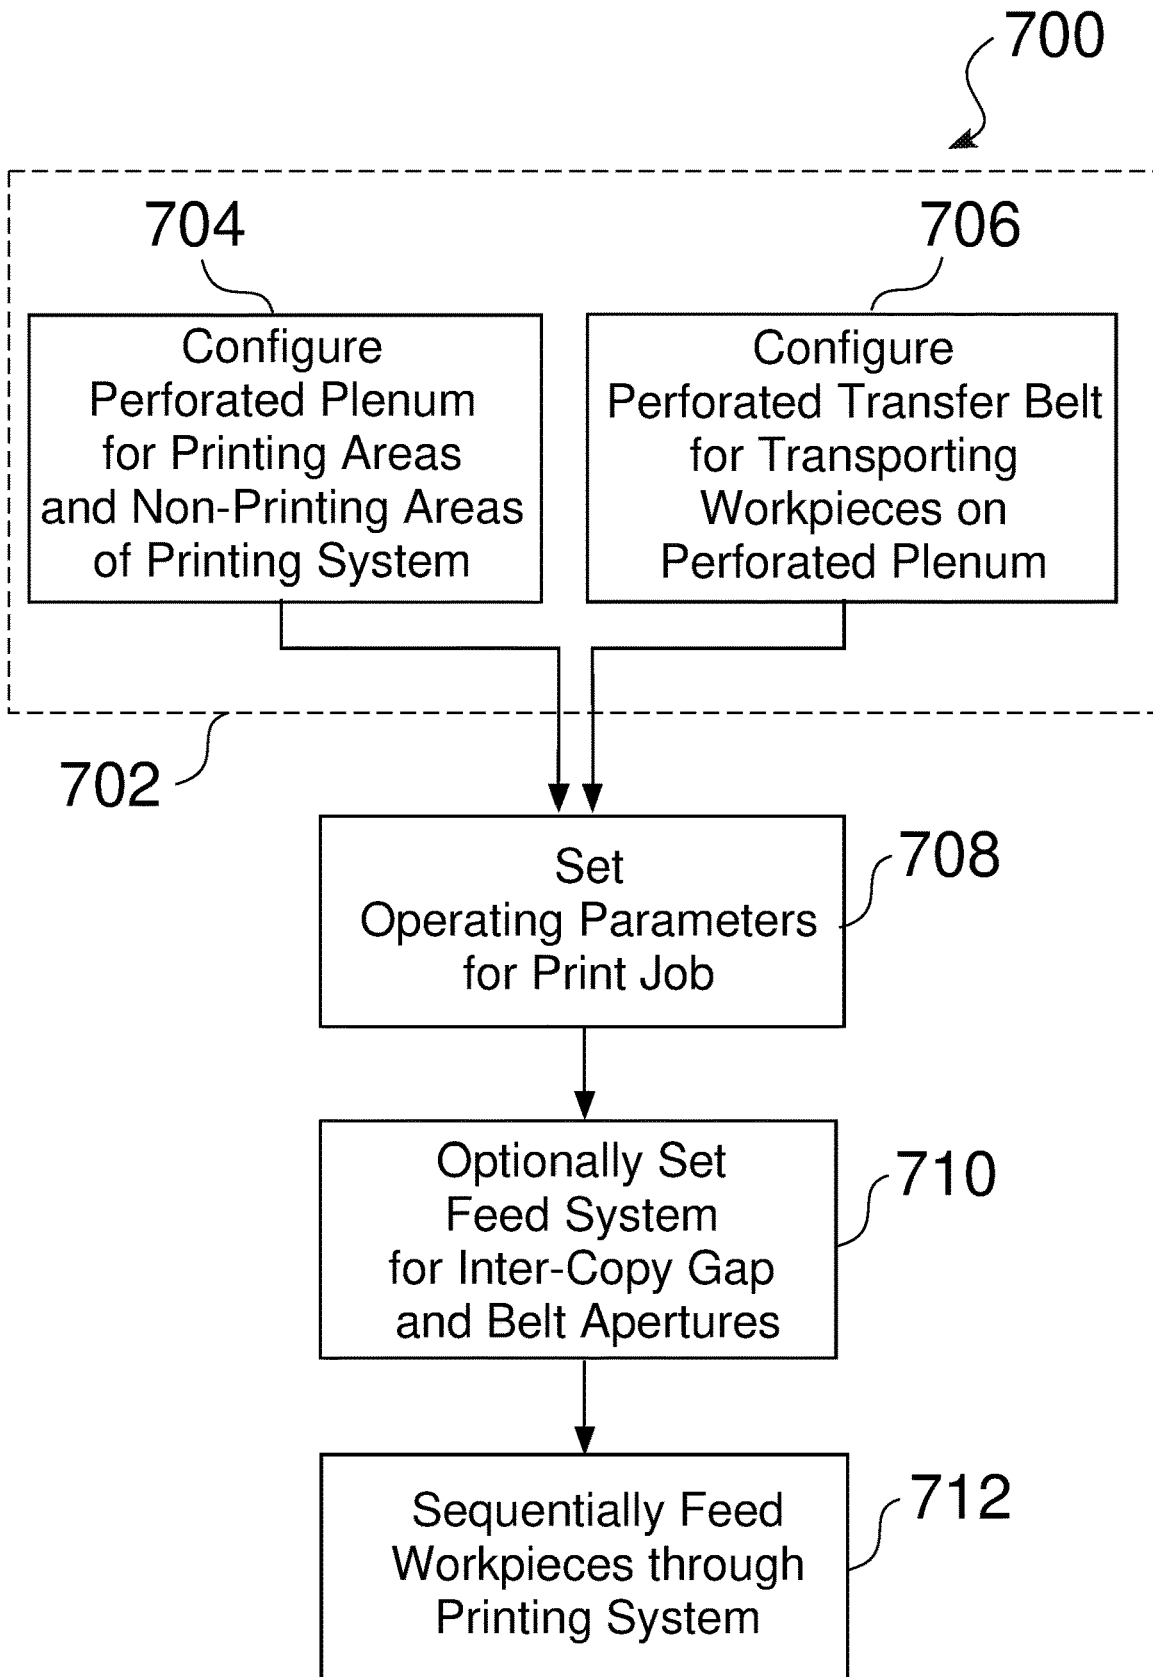 700
704
706
Configure
Perforated Plenum
for Printing Areas
and Non-Printing Areas
of Printing System
Configure
Perforated Transfer Belt
for Transporting
Workpieces on
Perforated Plenum
702
Set
Operating Parameters
for Print Job
708
Optionally Set
Feed System
for Inter-Copy Gap
and Belt Apertures
710
Sequentially Feed
Workpieces through
Printing System
712